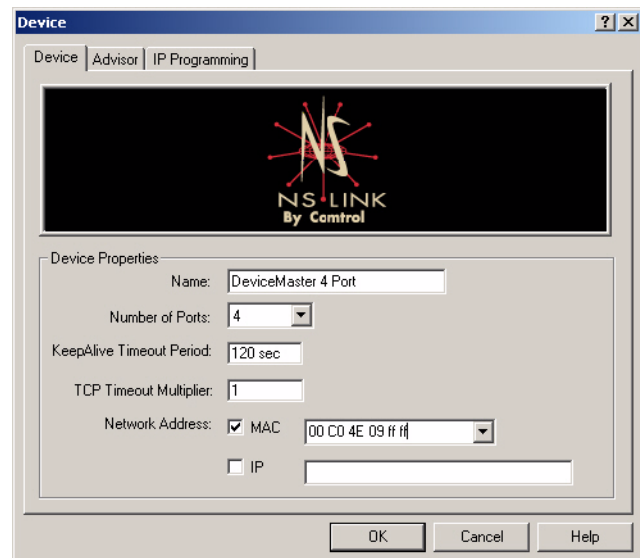 Device
Device Advisor IP Programming
NS
NS LINK
By Comtrol
Device Properties
Name: DeviceMaster 4 Port
Number of Ports: 4
KeepAlive Timeout Period: 120 sec
TCP Timeout Multiplier: 1
Network Address: MAC 00 C0 4E 09 ff ff
IP
OK Cancel Help